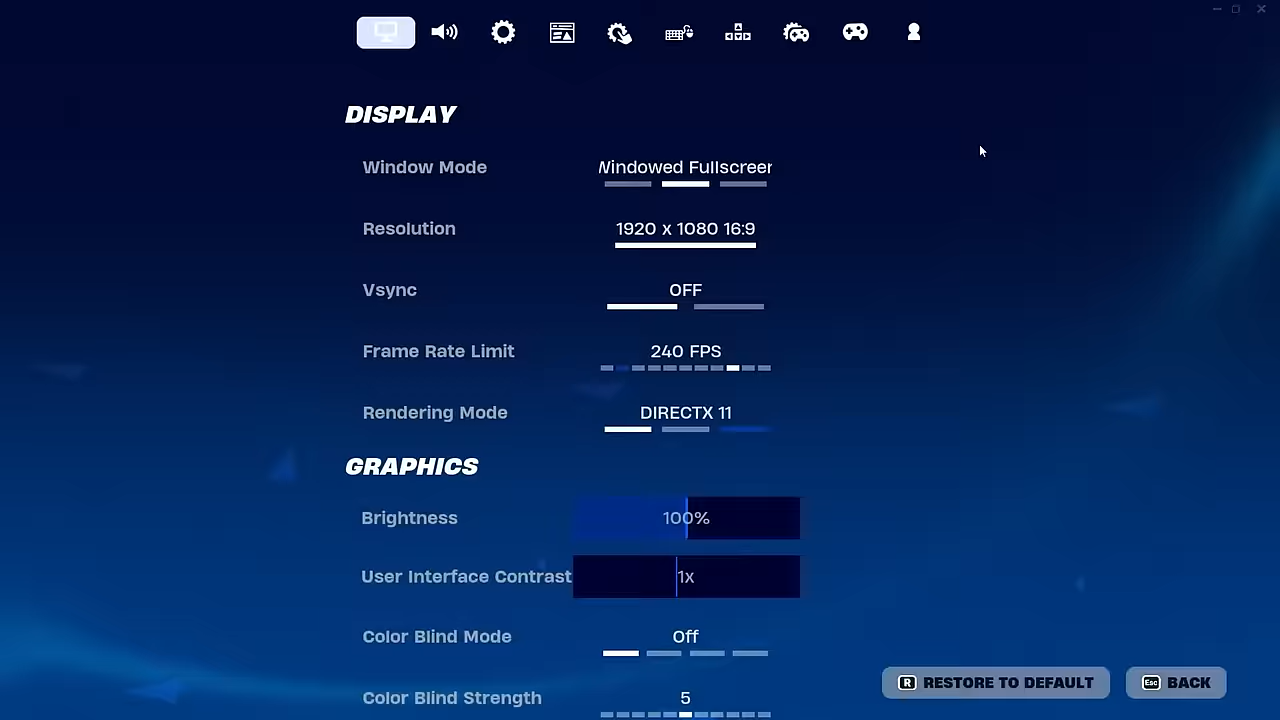 DISPLAY
Window Mode
Windowed Fullscreen
Resolution
1920 x 1080 16:9
Vsync
OFF
Frame Rate Limit
240 FPS
Rendering Mode
DIRECTX 11
GRAPHICS
Brightness
100%
User Interface Contrast
1x
Color Blind Mode
Off
Color Blind Strength
5
R RESTORE TO DEFAULT
Esc BACK